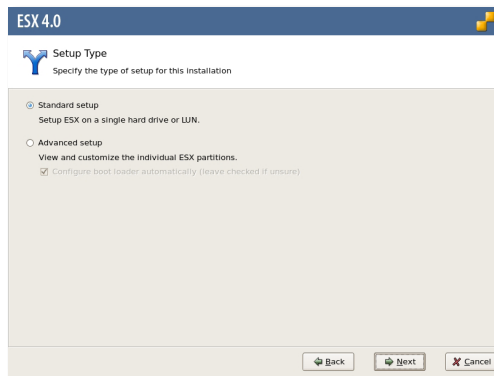 ESX 4.0
Setup Type
Specify the type of setup for this installation
Standard setup
Setup ESX on a single hard drive or LUN.
Advanced setup
View and customize the individual ESX partitions.
Configure boot loader automatically (leave checked if unsure)
Back
Next
Cancel